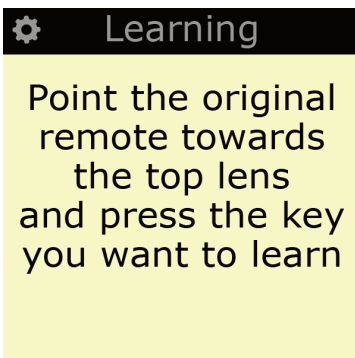 Learning
Point the original
remote towards
the top lens
and press the key
you want to learn